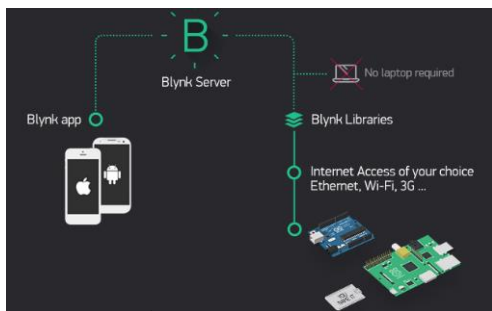 B
Blynk Server
No laptop required
Blynk app
Blynk Libraries
Internet Access of your choice
Ethernet, Wi-Fi, 3G ...